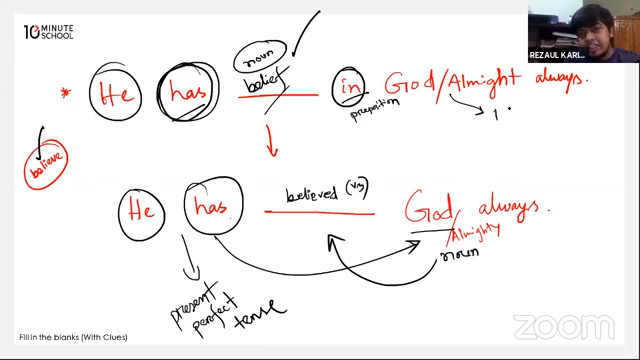 10 MINUTE SCHOOL
REZAUL KARI...
noun
belief
* He has in God/Almight always.
preposition
believe
believed (v3)
He has God/ always.
Almighty
noun
present
perfect
tense
Fill in the blanks (With Clues)
zoom